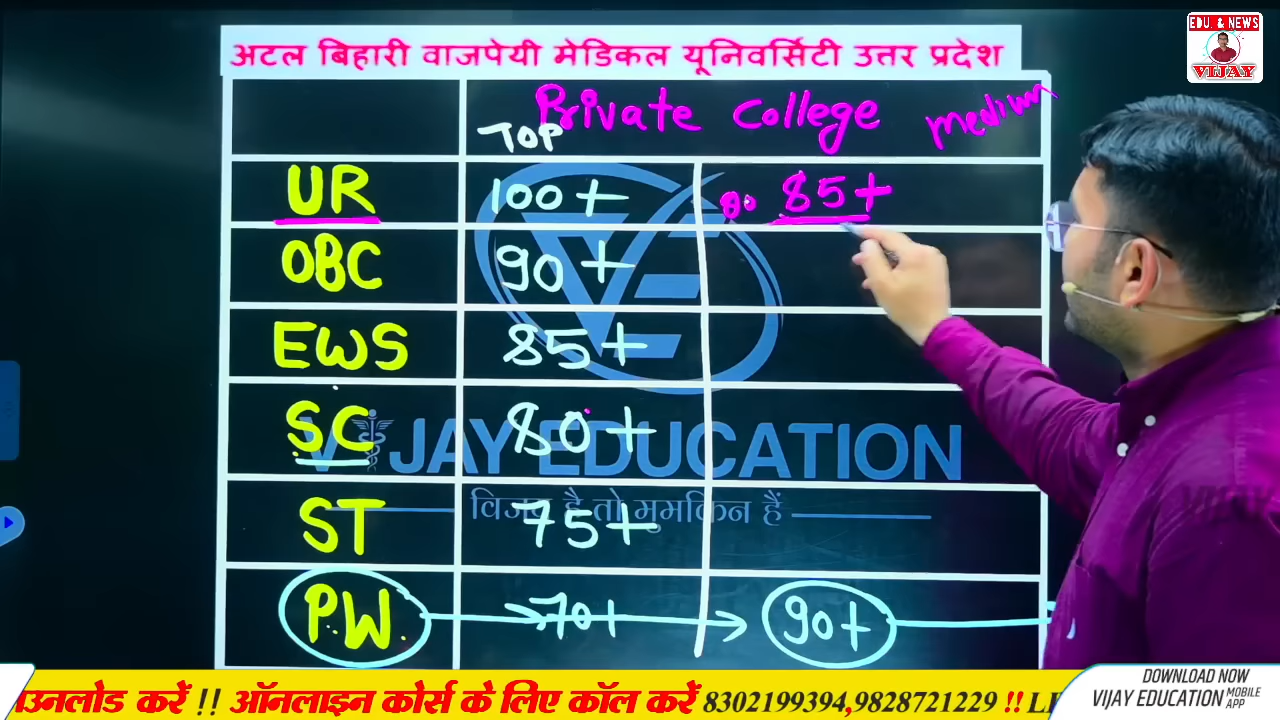 EDU. & NEWS
VIJAY
अटल बिहारी वाजपेयी मेडिकल यूनिवर्सिटी उत्तर प्रदेश
Private College medium
TOP
UR 100+ 80 85+
OBC 90+
EWS 85+
SC 80+
VIJAY EDUCATION
विजय है तो मुमकिन हैं
ST 75+
PW 70+ 90+
VIJAY
ाउनलोड करें !! ऑनलाइन कोर्स के लिए कॉल करें 8302199394,9828721229 !! LI
DOWNLOAD NOW
VIJAY EDUCATION MOBILE APP